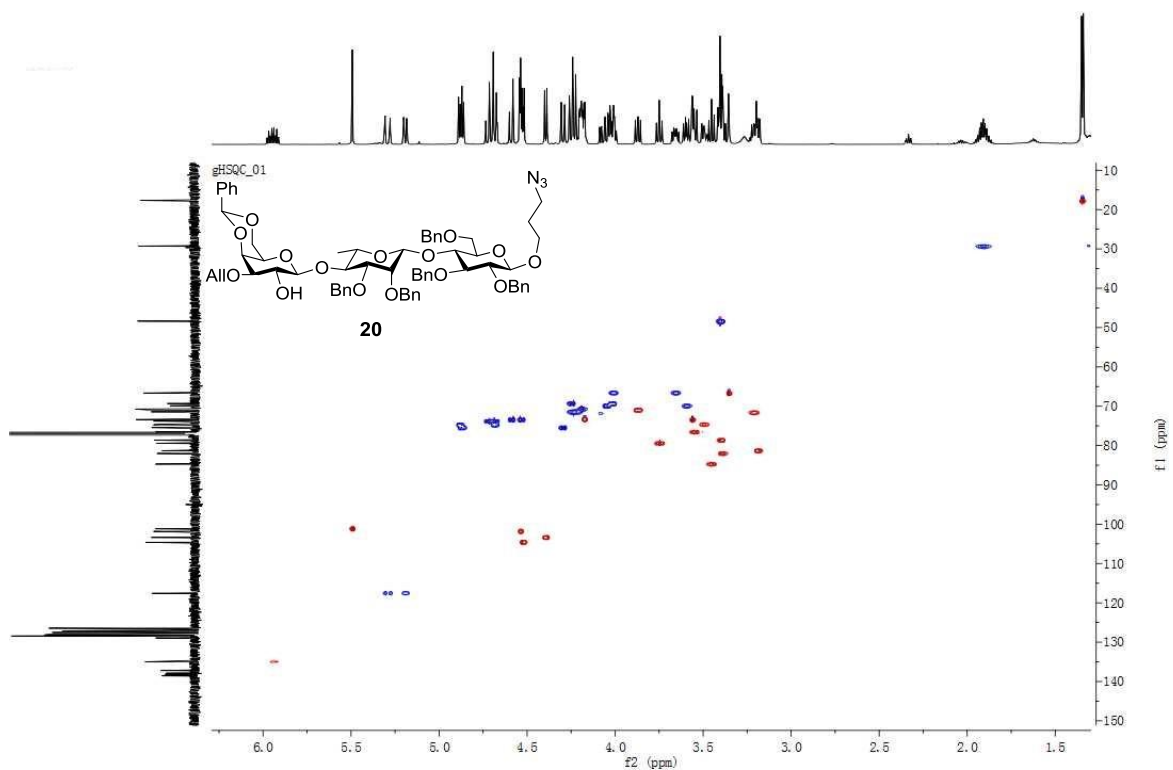 gHSQC_01
Ph
O
O
O
AllO
OH
O
O
BnO
OBn
O
BnO
O
BnO
OBn
O
N3
20
10
20
30
40
50
60
70
80
90
100
110
120
130
140
150
f1 (ppm)
6.0 5.5 5.0 4.5 4.0 3.5 3.0 2.5 2.0 1.5
f2 (ppm)